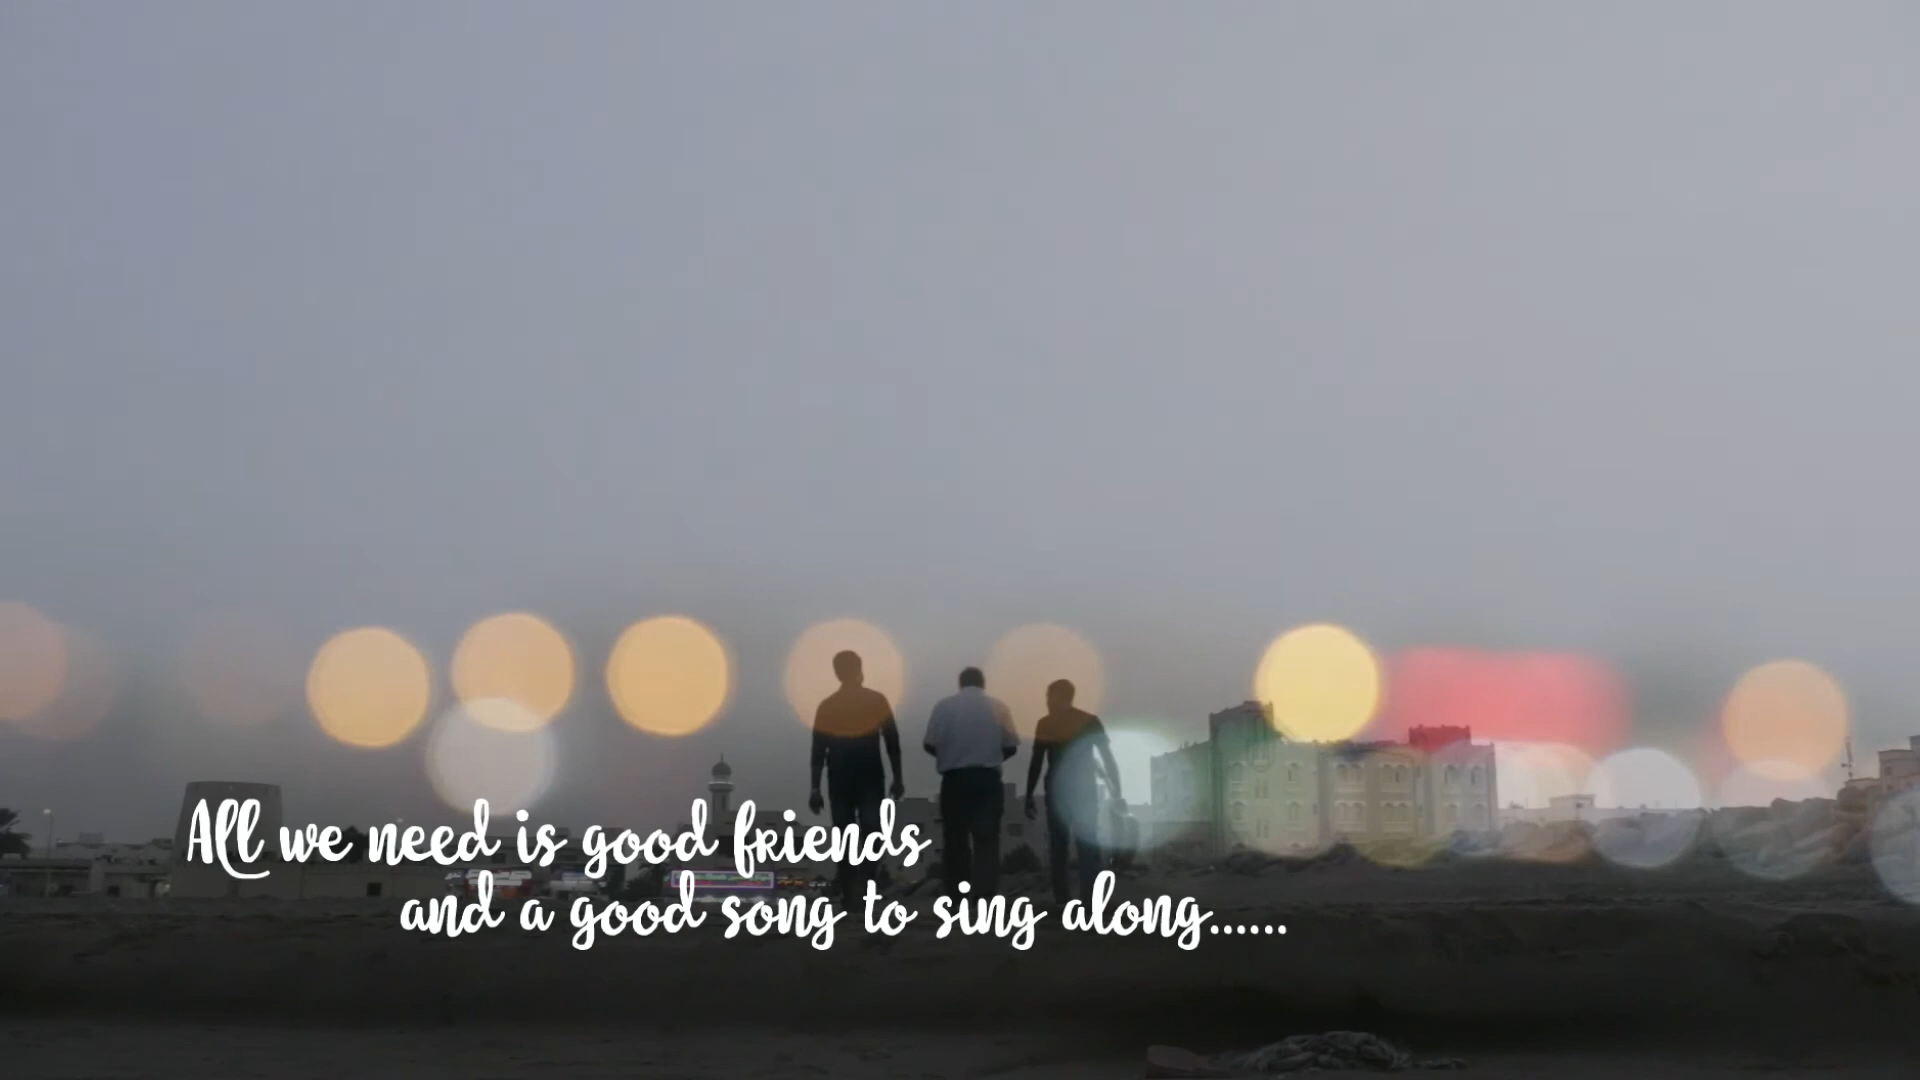 All we need is good friends
and a good song to sing along......